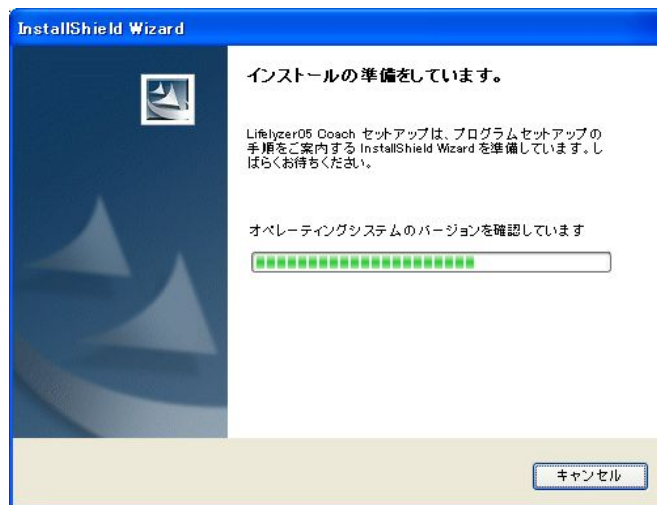 InstallShield Wizard
インストールの準備をしています。
Lifelyzer05 Coach セットアップは、プログラムセットアップの
手順をご案内する InstallShield Wizard を準備しています。し
ばらくお待ちください。
オペレーティングシステムのバージョンを確認しています
キャンセル